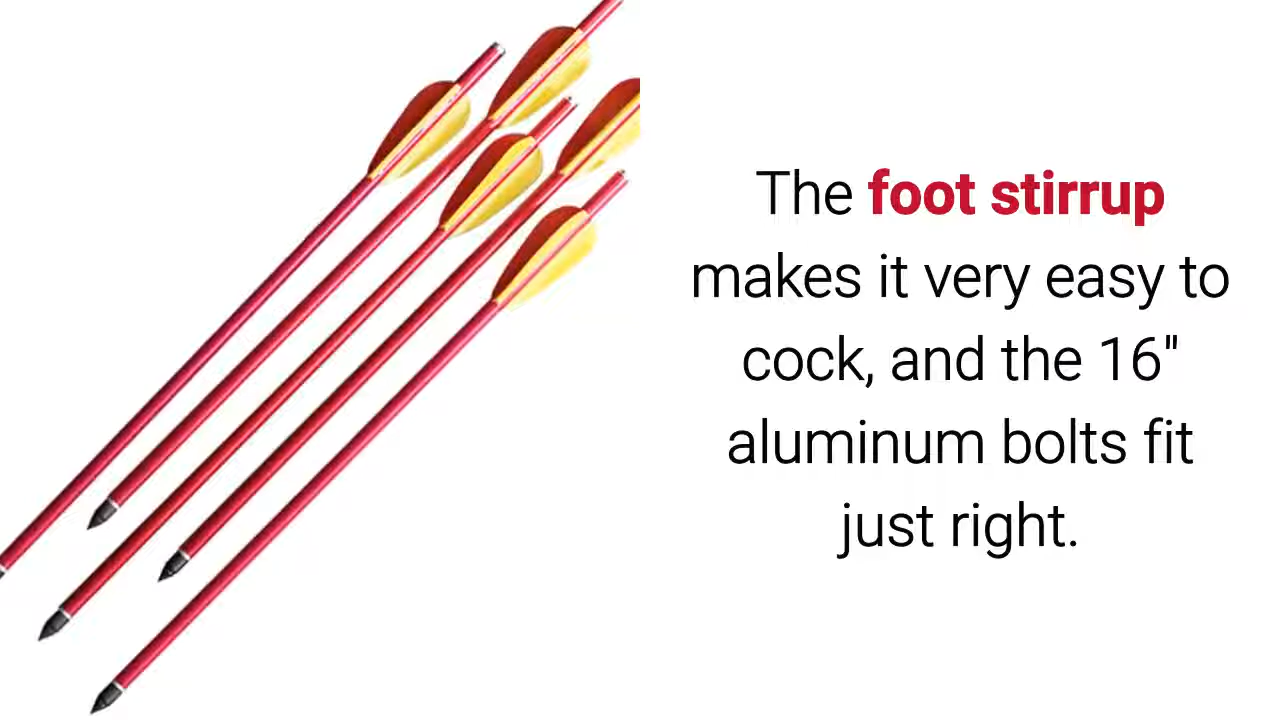 The foot stirrup
makes it very easy to
cock, and the 16"
aluminum bolts fit
just right.